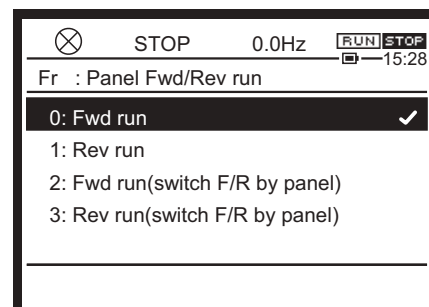 STOP 0.0Hz RUN STOP
15:28
Fr : Panel Fwd/Rev run
0: Fwd run
1: Rev run
2: Fwd run(switch F/R by panel)
3: Rev run(switch F/R by panel)